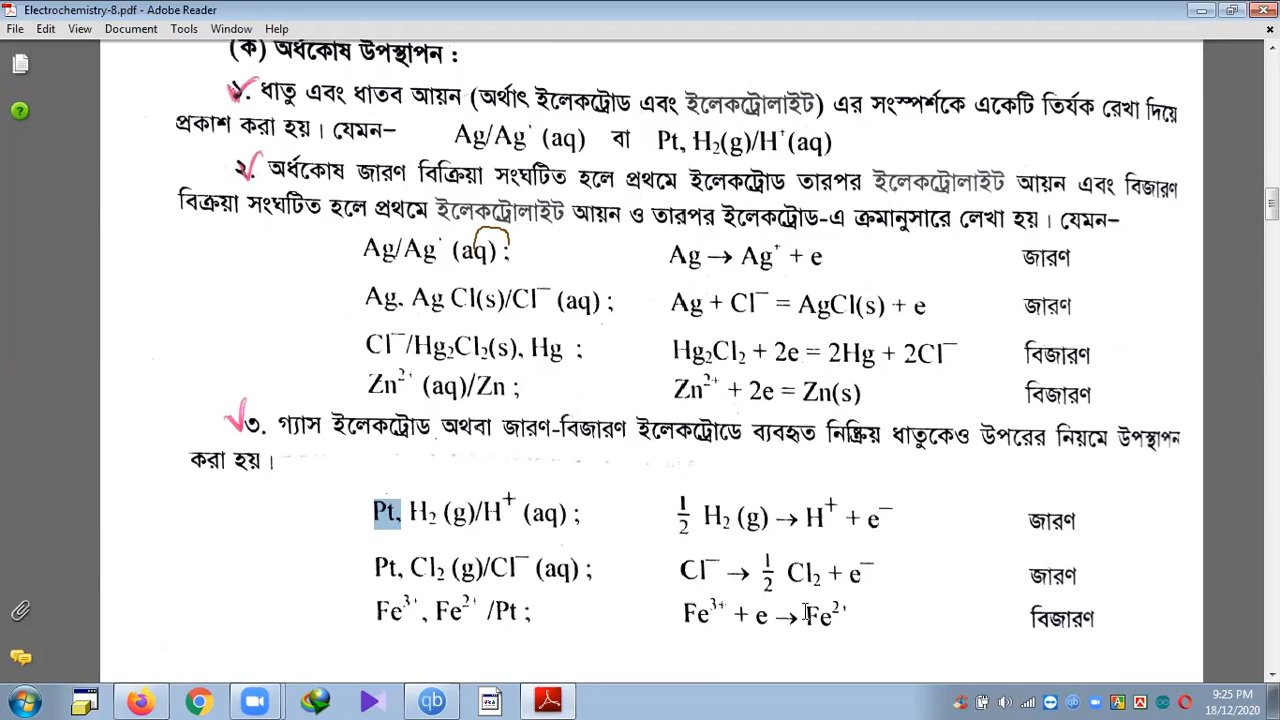 Electrochemistry-8.pdf - Adobe Reader
File Edit View Document Tools Window Help
(ক) অর্ধকোষ উপস্থাপন :
১. ধাতু এবং ধাতব আয়ন (অর্থাৎ ইলেকট্রোড এবং ইলেকট্রোলাইট) এর সংস্পর্শকে একেটি তির্যক রেখা দিয়ে
প্রকাশ করা হয়। যেমন– Ag/Ag⁺ (aq) বা Pt, H₂(g)/H⁺(aq)
২. অর্ধকোষ জারণ বিক্রিয়া সংঘটিত হলে প্রথমে ইলেকট্রোড তারপর ইলেকট্রোলাইট আয়ন এবং বিজারণ
বিক্রয়া সংঘটিত হলে প্রথমে ইলেকট্রোলাইট আয়ন ও তারপর ইলেকট্রোড-এ ক্রমানুসারে লেখা হয়। যেমন–
Ag/Ag⁺ (aq) ; Ag → Ag⁺ + e জারণ
Ag, Ag Cl(s)/Cl⁻ (aq) ; Ag + Cl⁻ = AgCl(s) + e জারণ
Cl⁻/Hg₂Cl₂(s), Hg ; Hg₂Cl₂ + 2e = 2Hg + 2Cl⁻ বিজারণ
Zn²⁺ (aq)/Zn ; Zn²⁺ + 2e = Zn(s) বিজারণ
৩. গ্যাস ইলেকট্রোড অথবা জারণ-বিজারণ ইলেকট্রোডে ব্যবহৃত নিষ্ক্রিয় ধাতুকেও উপরের নিয়মে উপস্থাপন
করা হয়।
Pt, H₂ (g)/H⁺ (aq) ; ½ H₂ (g) → H⁺ + e⁻ জারণ
Pt, Cl₂ (g)/Cl⁻ (aq) ; Cl⁻ → ½ Cl₂ + e⁻ জারণ
Fe³⁺, Fe²⁺ /Pt ; Fe³⁺ + e → Fe²⁺ বিজারণ
9:25 PM
18/12/2020